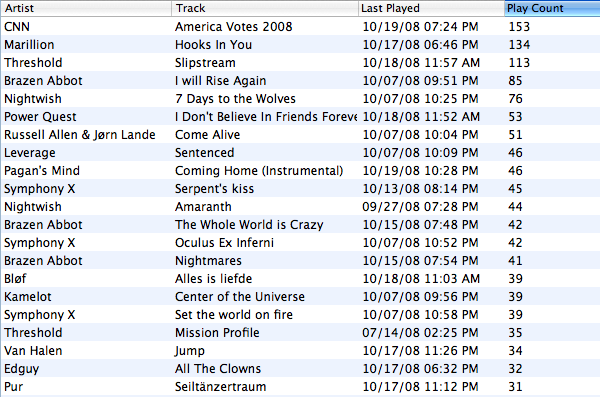 Artist Track Last Played Play Count
CNN America Votes 2008 10/19/08 07:24 PM 153
Marillion Hooks In You 10/17/08 06:46 PM 134
Threshold Slipstream 10/18/08 11:57 AM 113
Brazen Abbot I will Rise Again 10/07/08 09:51 PM 85
Nightwish 7 Days to the Wolves 10/07/08 10:25 PM 76
Power Quest I Don't Believe In Friends Foreve 10/18/08 11:52 AM 53
Russell Allen & Jørn Lande Come Alive 10/07/08 10:04 PM 51
Leverage Sentenced 10/07/08 10:09 PM 46
Pagan's Mind Coming Home (Instrumental) 10/19/08 10:28 PM 46
Symphony X Serpent's kiss 10/13/08 08:14 PM 45
Nightwish Amaranth 09/27/08 07:28 PM 44
Brazen Abbot The Whole World is Crazy 10/15/08 07:48 PM 42
Symphony X Oculus Ex Inferni 10/07/08 10:52 PM 42
Brazen Abbot Nightmares 10/15/08 07:54 PM 41
Bløf Alles is liefde 10/18/08 11:03 AM 39
Kamelot Center of the Universe 10/07/08 09:56 PM 39
Symphony X Set the world on fire 10/07/08 10:58 PM 39
Threshold Mission Profile 07/14/08 02:25 PM 35
Van Halen Jump 10/17/08 11:26 PM 34
Edguy All The Clowns 10/17/08 06:32 PM 32
Pur Seiltänzertraum 10/17/08 11:12 PM 31